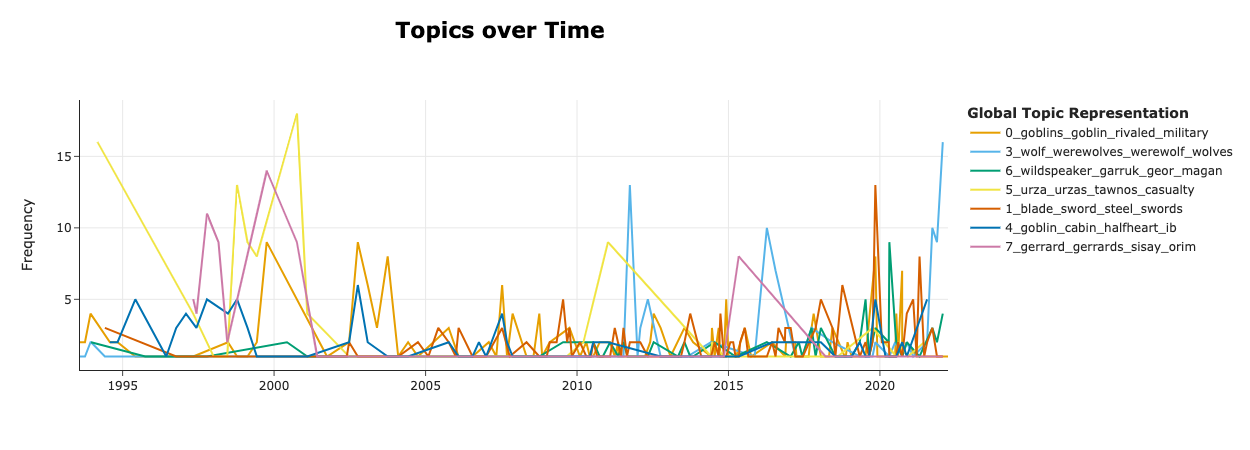 Topics over Time
Global Topic Representation
0_goblins_goblin_rivaled_military
3_wolf_werewolves_werewolf_wolves
6_wildspeaker_garruk_geor_magan
5_urza_urzas_tawnos_casualty
1_blade_sword_steel_swords
4_goblin_cabin_halfheart_ib
7_gerrard_gerrards_sisay_orim
Frequency
15
10
5
1995
2000
2005
2010
2015
2020